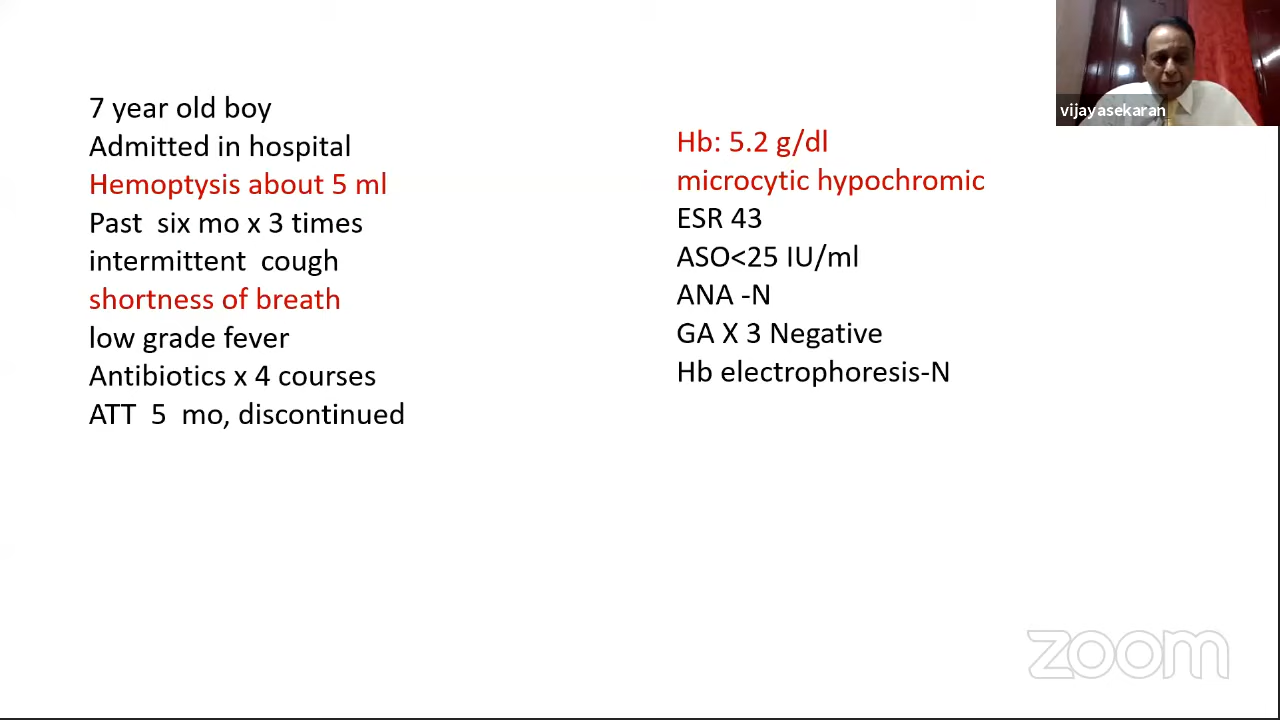 7 year old boy
Admitted in hospital
Hemoptysis about 5 ml
Past six mo x 3 times
intermittent cough
shortness of breath
low grade fever
Antibiotics x 4 courses
ATT 5 mo, discontinued
Hb: 5.2 g/dl
microcytic hypochromic
ESR 43
ASO<25 IU/ml
ANA -N
GA X 3 Negative
Hb electrophoresis-N
vijayasekaran
zoom